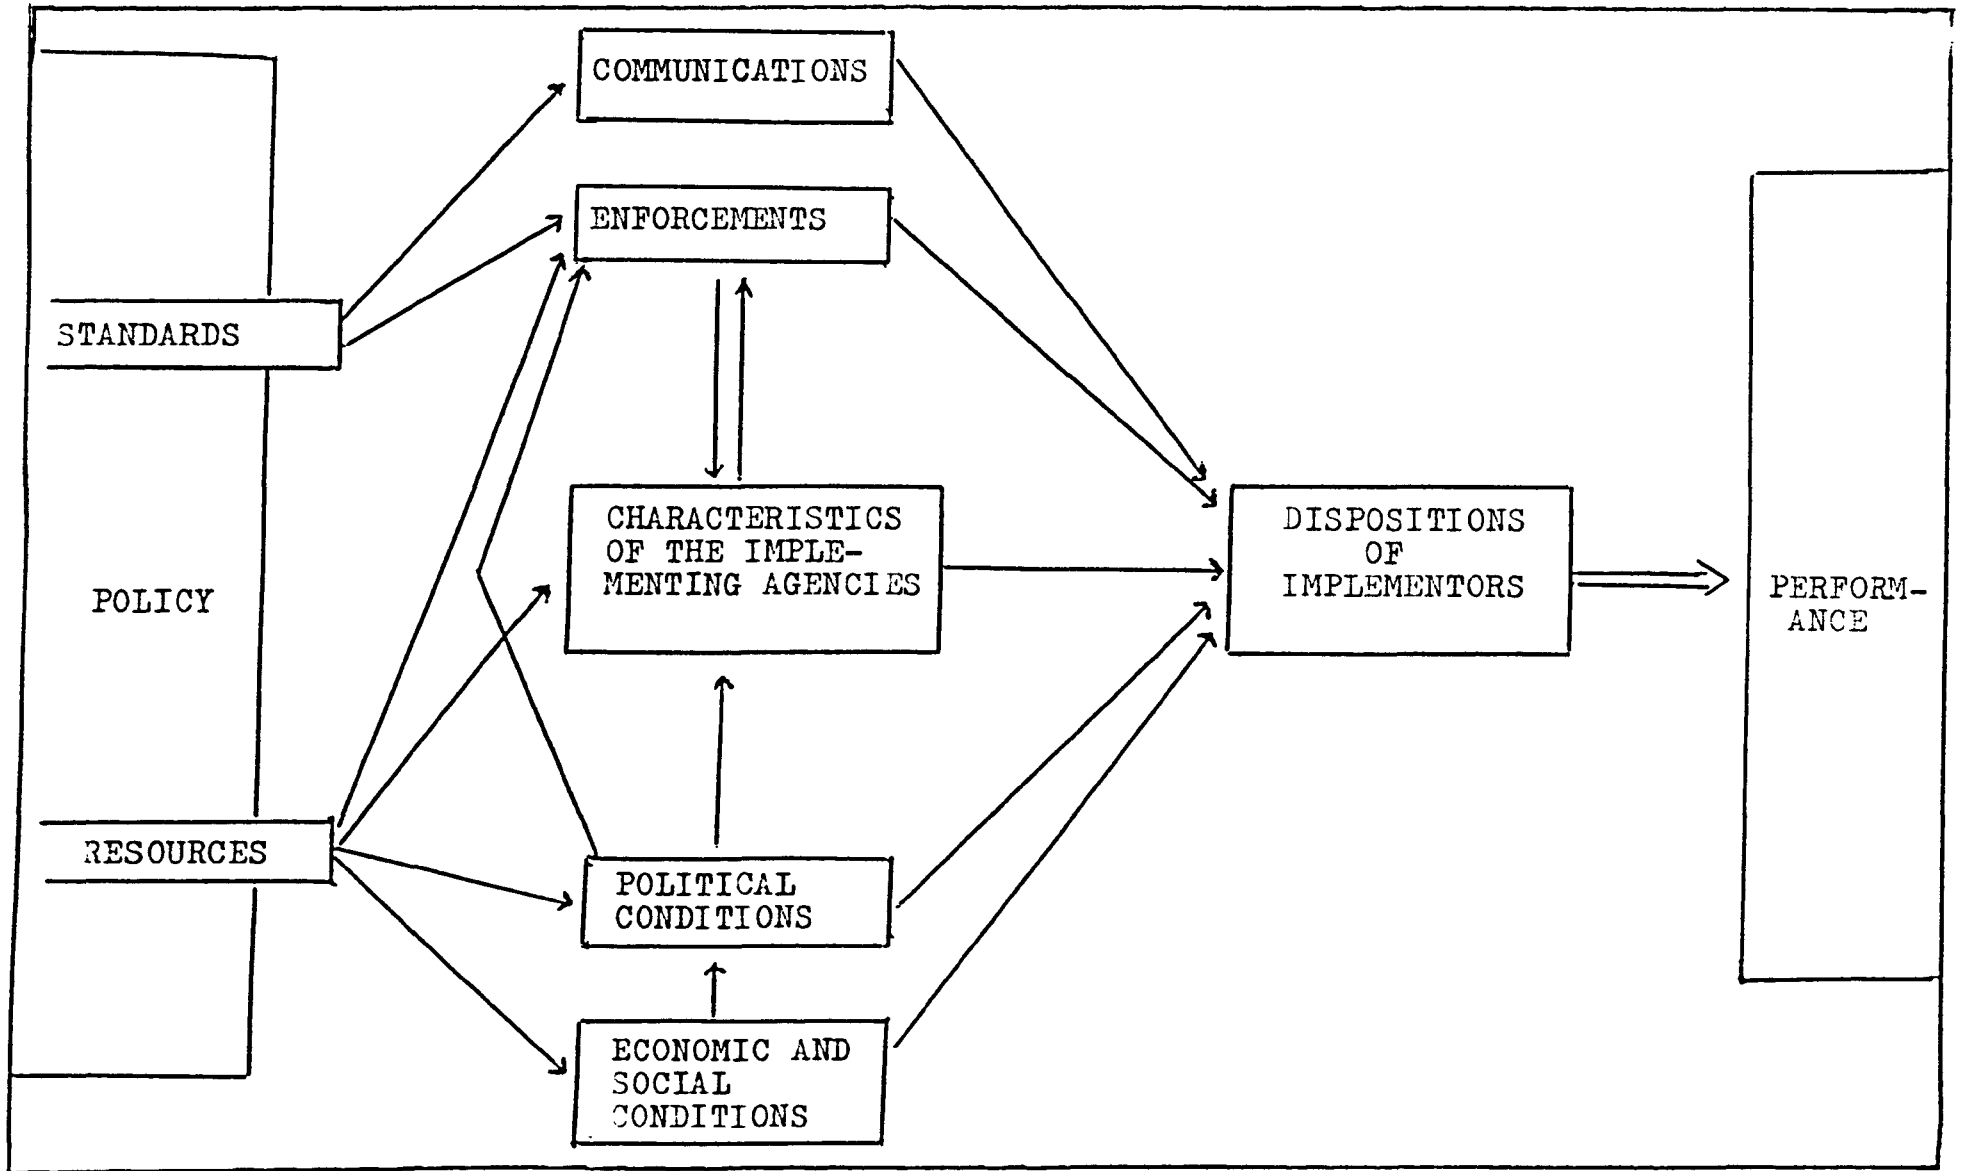 COMMUNICATIONS
ENFORCEMENTS
STANDARDS
CHARACTERISTICS
OF THE IMPLE-
MENTING AGENCIES
DISPOSITIONS
OF
IMPLEMENTORS
POLICY
PERFORM-
ANCE
RESOURCES
POLITICAL
CONDITIONS
ECONOMIC AND
SOCIAL
CONDITIONS